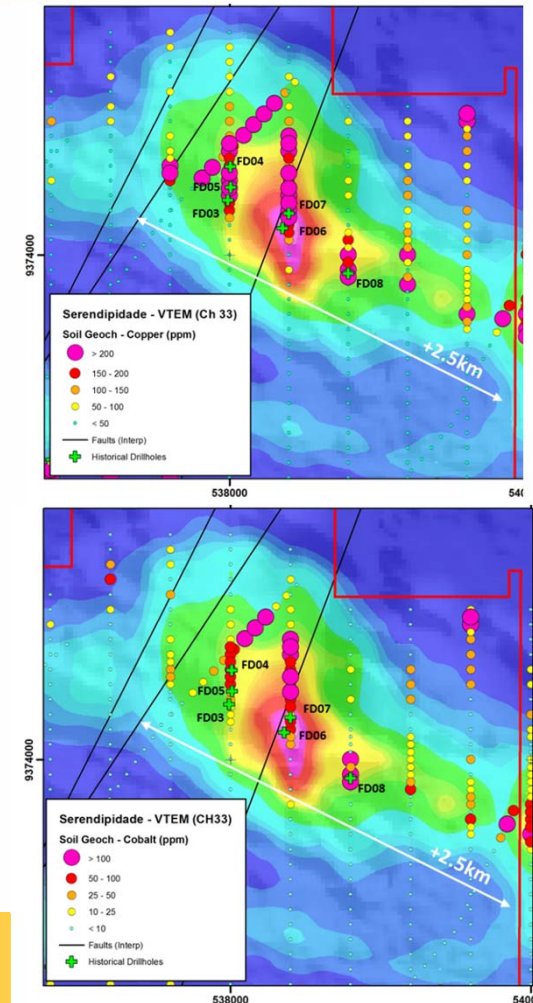 FD04
FD05
FD03
FD07
FD06
FD08
9374000
+2.5km
Serendipidade - VTEM (Ch 33)
Soil Geoch - Copper (ppm)
> 200
150 - 200
100 - 150
50 - 100
< 50
Faults (Interp)
Historical Drillholes
538000
540
FD04
FD05
FD03
FD07
FD06
FD08
9374000
+2.5km
Serendipidade - VTEM (CH33)
Soil Geoch - Cobalt (ppm)
> 100
50 - 100
25 - 50
10 - 25
< 10
Faults (Interp)
Historical Drillholes
538000
540